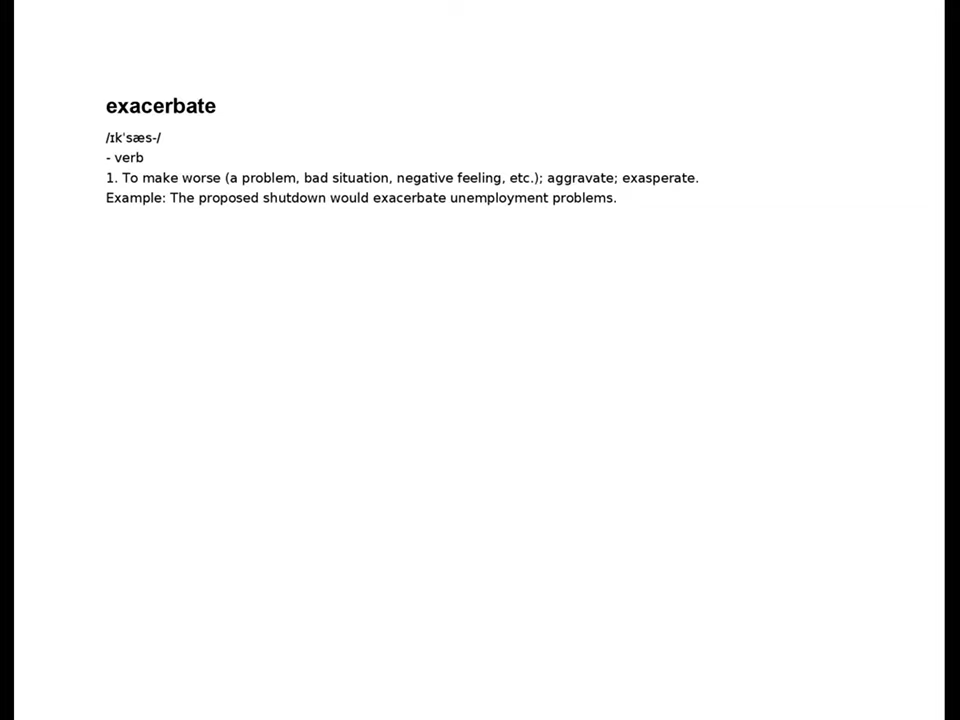 exacerbate
/ɪkˈsæs-/
- verb
1. To make worse (a problem, bad situation, negative feeling, etc.); aggravate; exasperate.
Example: The proposed shutdown would exacerbate unemployment problems.